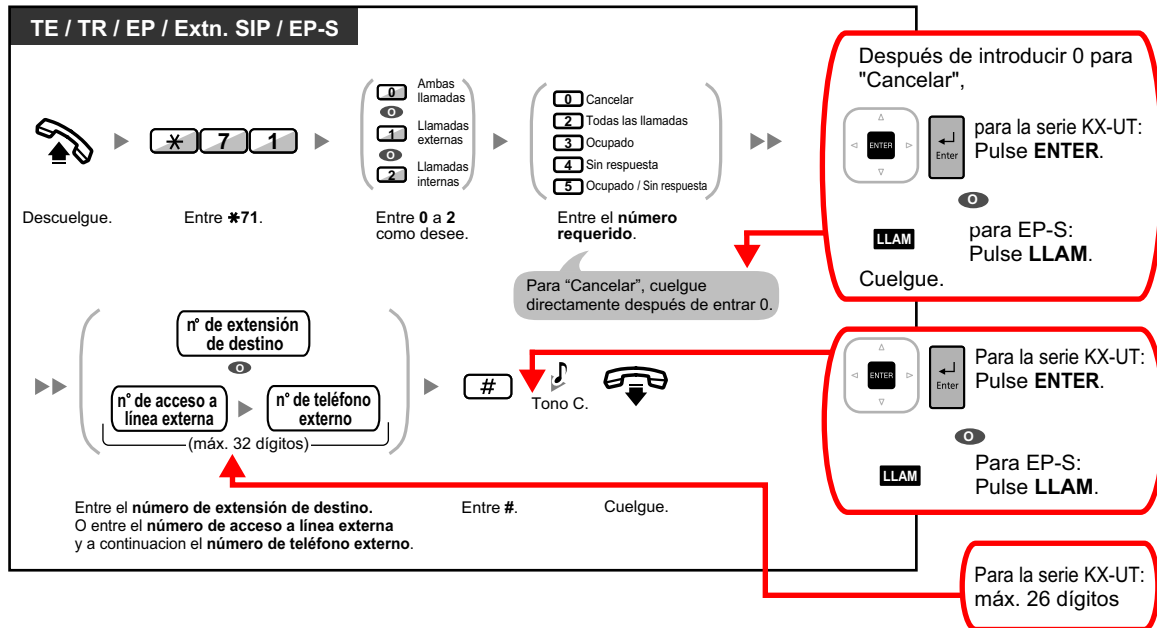 TE / TR / EP / Extn. SIP / EP-S
Descuelgue.
* 7 1
Entre *71.
0 Ambas llamadas
O
1 Llamadas externas
O
2 Llamadas internas
Entre 0 a 2
como desee.
0 Cancelar
2 Todas las llamadas
3 Ocupado
4 Sin respuesta
5 Ocupado / Sin respuesta
Entre el número
requerido.
Para “Cancelar”, cuelgue
directamente después de entrar 0.
Después de introducir 0 para
"Cancelar",
ENTER
Enter
para la serie KX-UT:
Pulse ENTER.
O
LLAM
para EP-S:
Pulse LLAM.
Cuelgue.
n° de extensión
de destino
O
n° de acceso a
línea externa
n° de teléfono
externo
(máx. 32 dígitos)
Entre el número de extensión de destino.
O entre el número de acceso a línea externa
y a continuacion el número de teléfono externo.
#
Entre #.
Tono C.
Cuelgue.
ENTER
Enter
Para la serie KX-UT:
Pulse ENTER.
O
LLAM
Para EP-S:
Pulse LLAM.
Para la serie KX-UT:
máx. 26 dígitos